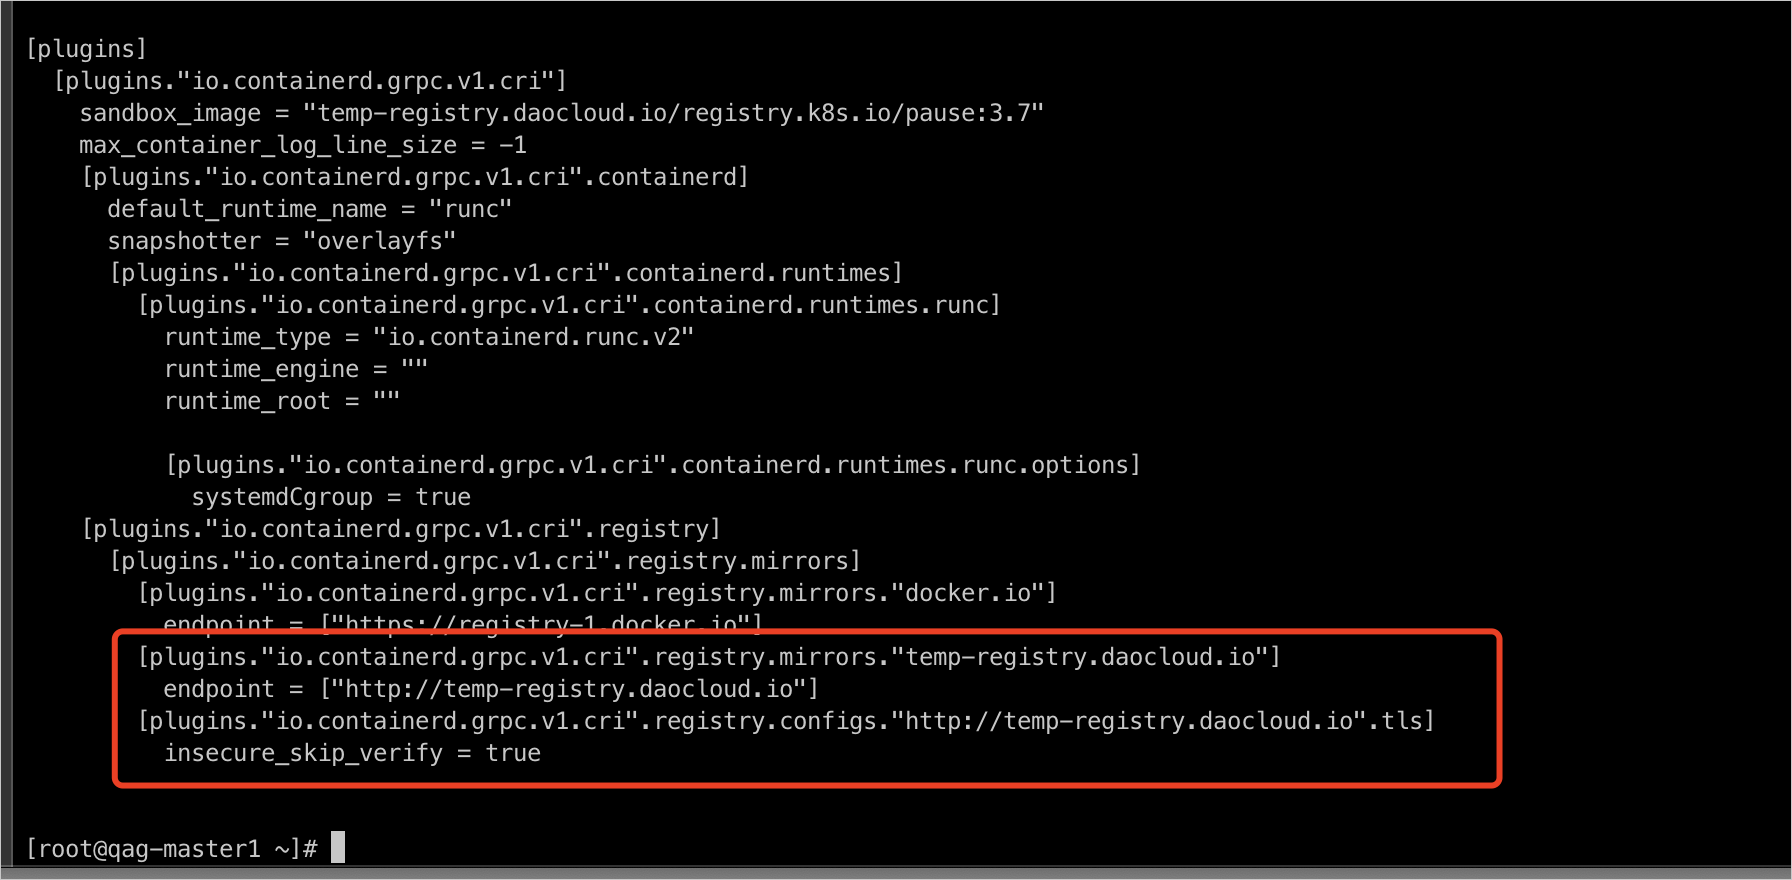 [plugins]
[plugins."io.containerd.grpc.v1.cri"]
sandbox_image = "temp-registry.daocloud.io/registry.k8s.io/pause:3.7"
max_container_log_line_size = -1
[plugins."io.containerd.grpc.v1.cri".containerd]
default_runtime_name = "runc"
snapshotter = "overlayfs"
[plugins."io.containerd.grpc.v1.cri".containerd.runtimes]
[plugins."io.containerd.grpc.v1.cri".containerd.runtimes.runc]
runtime_type = "io.containerd.runc.v2"
runtime_engine = ""
runtime_root = ""
[plugins."io.containerd.grpc.v1.cri".containerd.runtimes.runc.options]
systemdCgroup = true
[plugins."io.containerd.grpc.v1.cri".registry]
[plugins."io.containerd.grpc.v1.cri".registry.mirrors]
[plugins."io.containerd.grpc.v1.cri".registry.mirrors."docker.io"]
endpoint = ["https://registry-1.docker.io"]
[plugins."io.containerd.grpc.v1.cri".registry.mirrors."temp-registry.daocloud.io"]
endpoint = ["http://temp-registry.daocloud.io"]
[plugins."io.containerd.grpc.v1.cri".registry.configs."http://temp-registry.daocloud.io".tls]
insecure_skip_verify = true
[root@qag-master1 ~]#